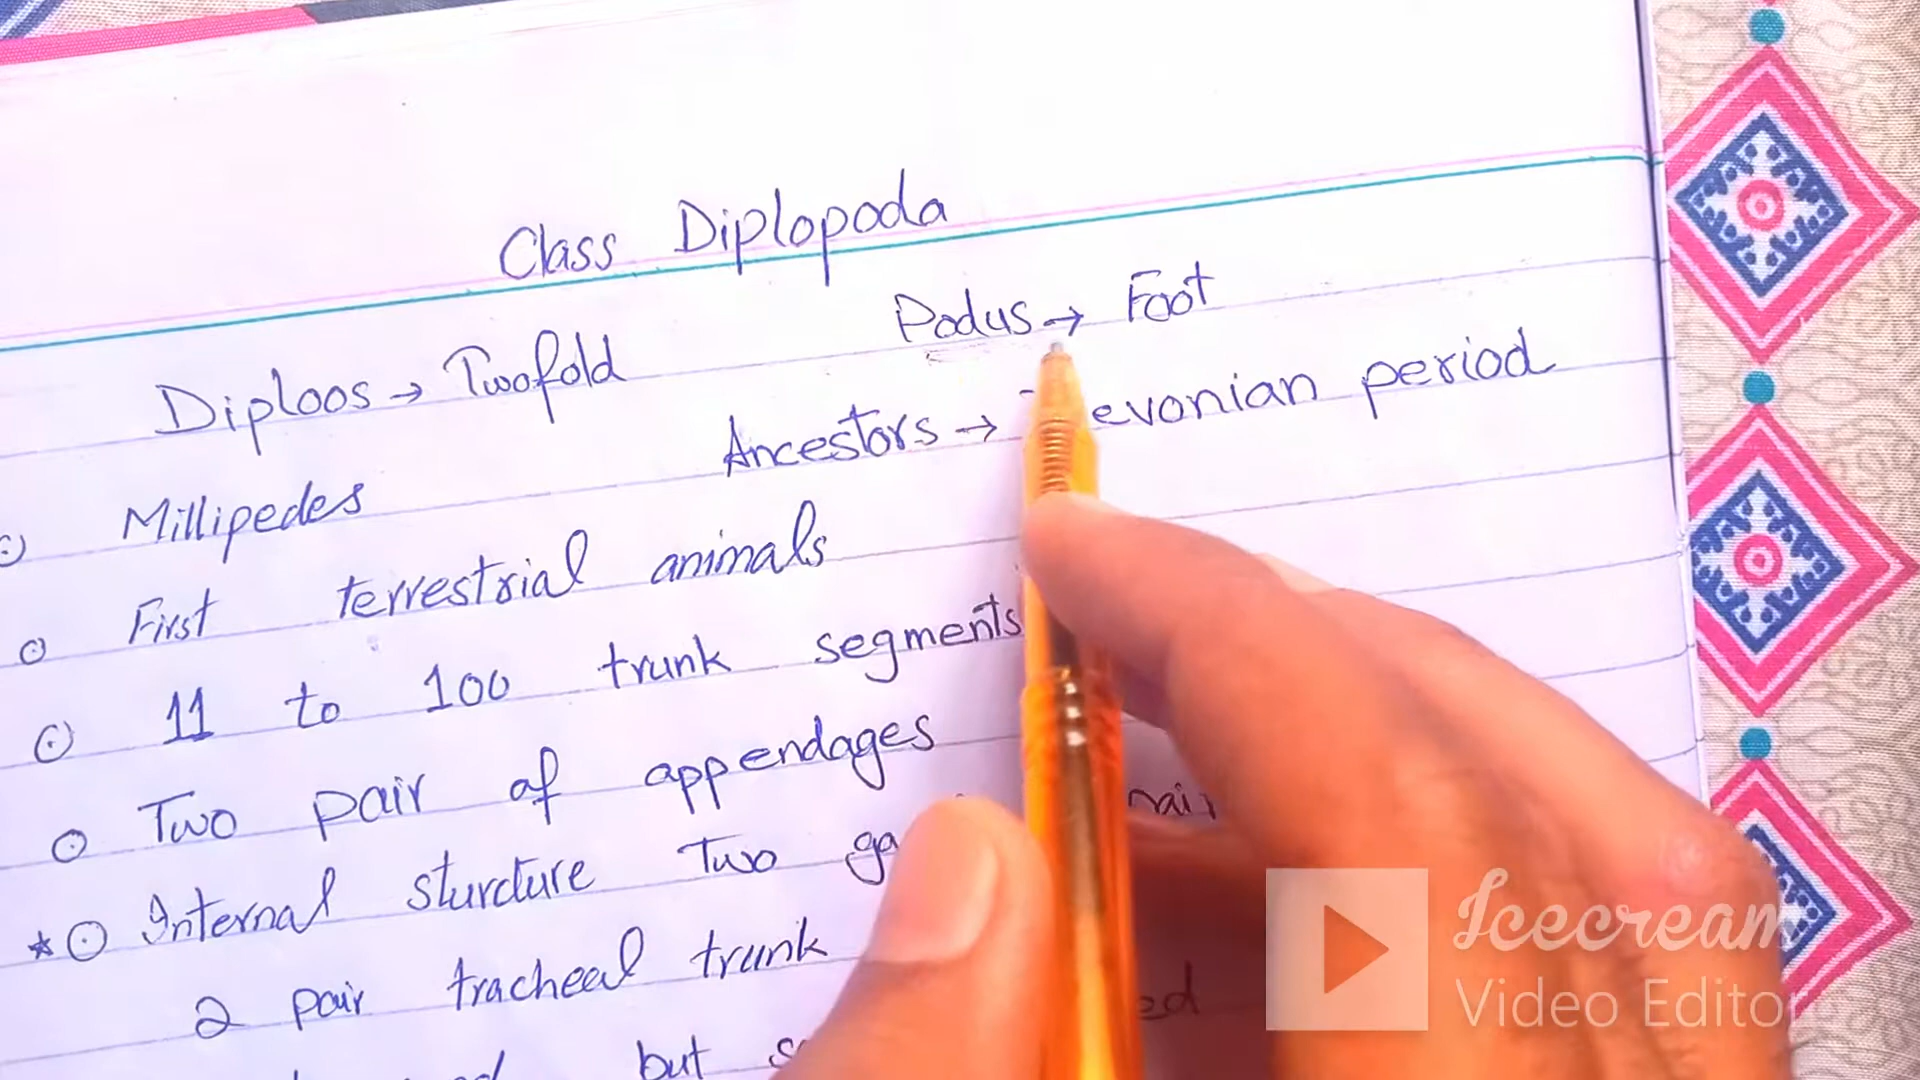 Class Diplopoda
Diploos → Twofold Podus → Foot
Ancestors → evonian period
Millipedes
First terrestrial animals
11 to 100 trunk segments
Two pair of appendages
Internal sturcture Two ga
2 pair tracheal trunk
but
Icecream
Video Editor